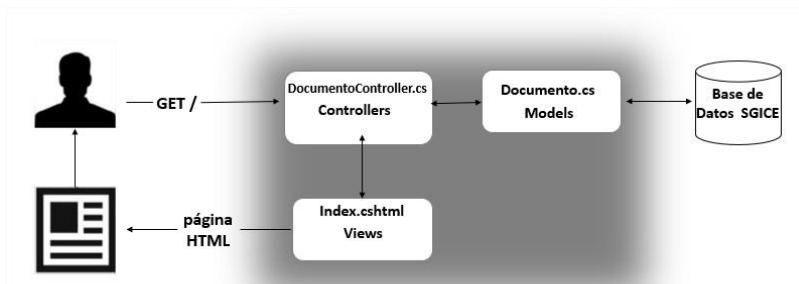 GET /
DocumentoController.cs
Controllers
Documento.cs
Models
Base de
Datos SGICE
Index.cshtml
Views
página
HTML